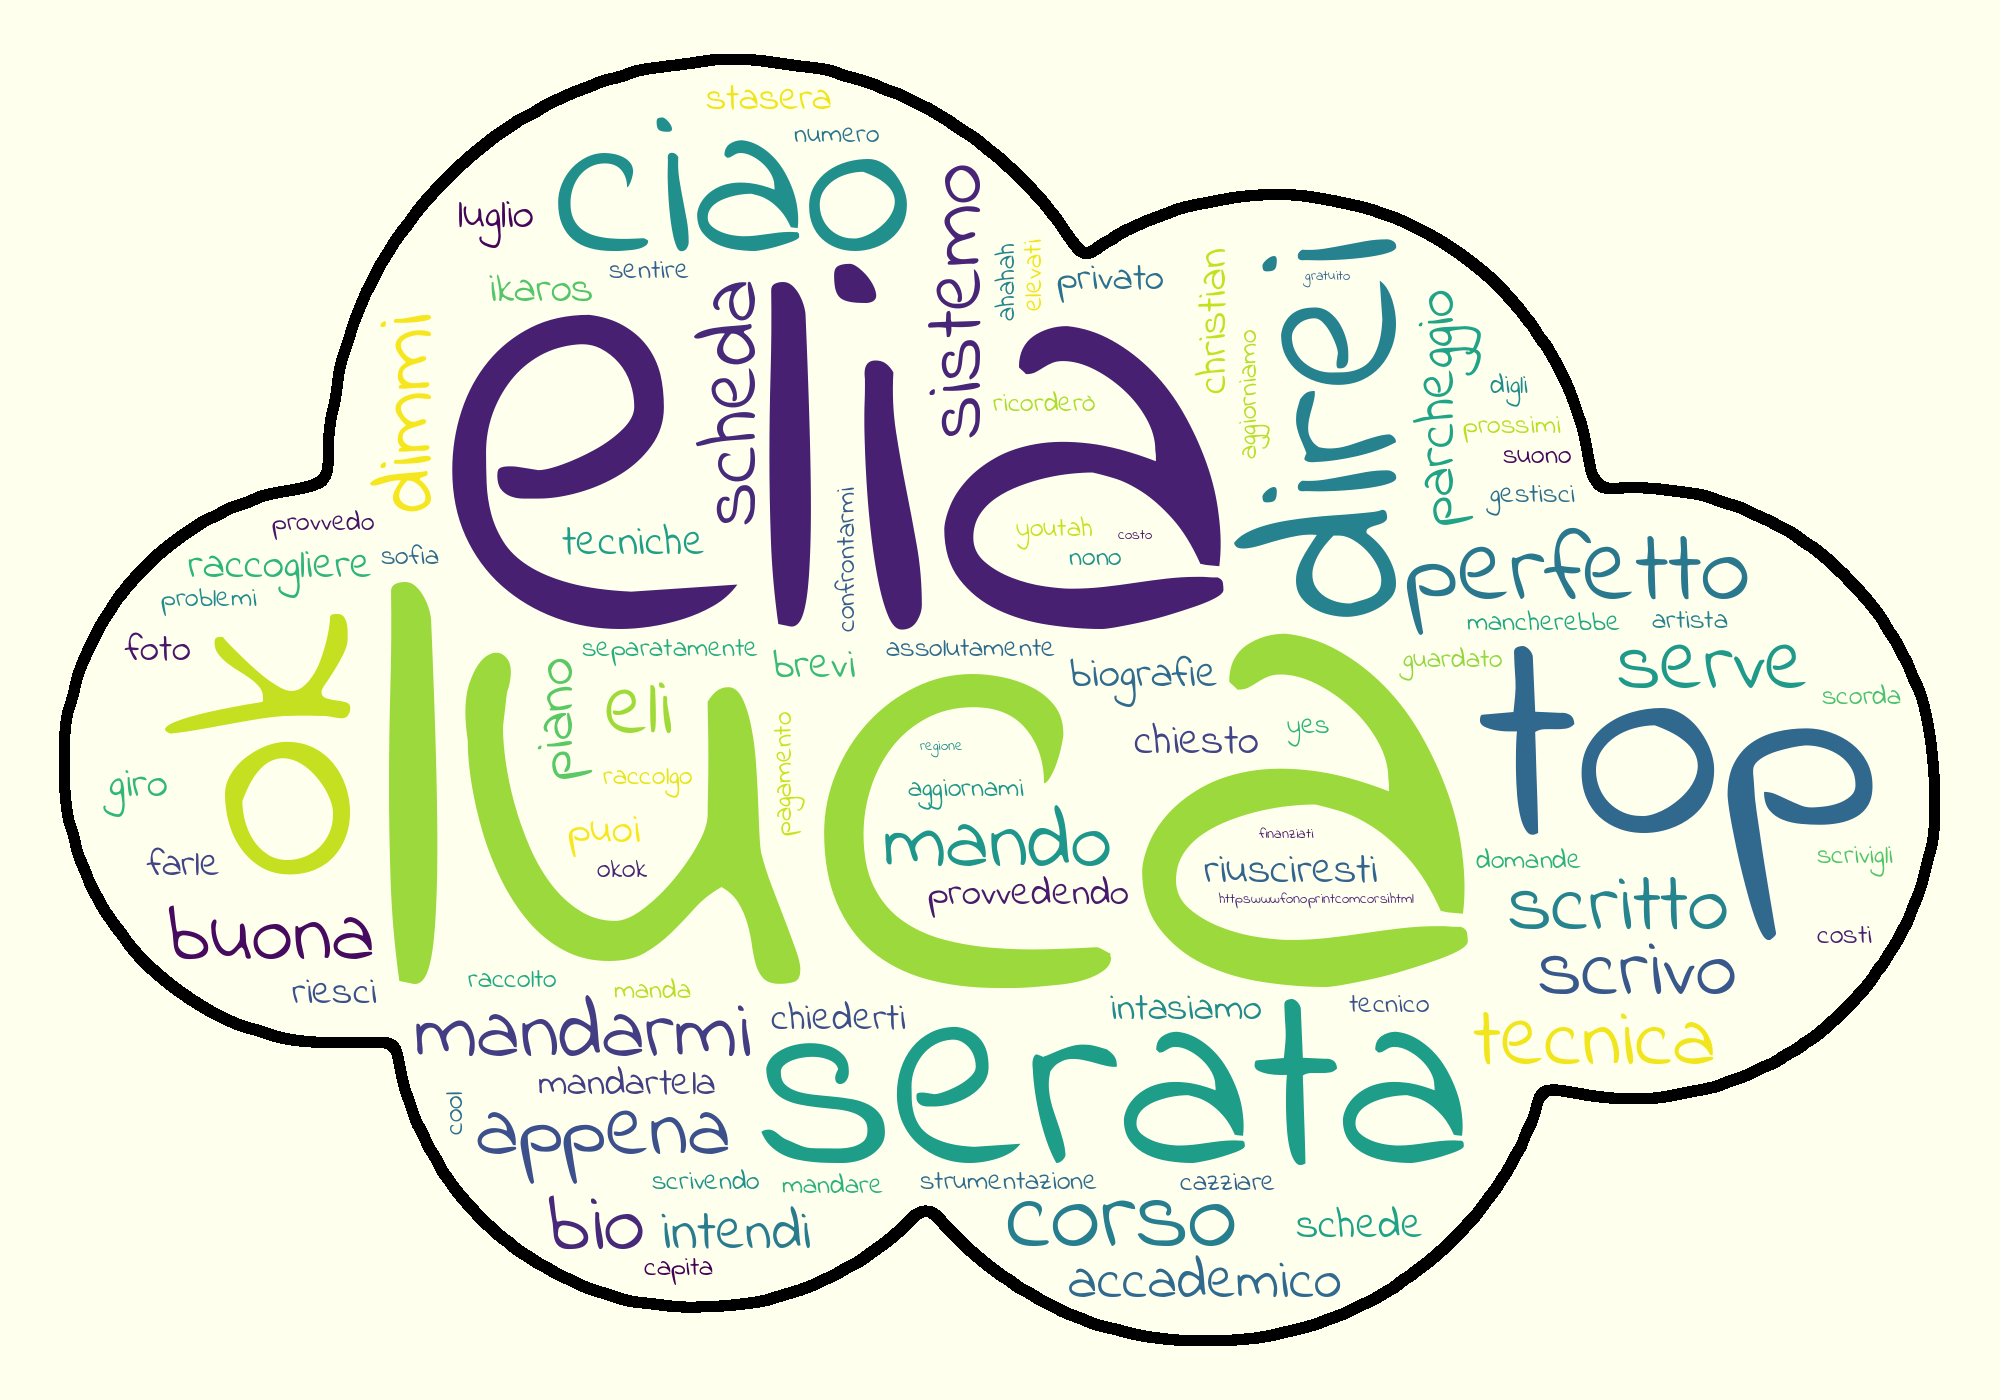 stasera
numero
ciao
luglio
sentire
ikaros
sistemo
ahahah
elevati
privato
christian
direi
gratuito
parcheggio
aggiorniamo
digli
prossimi
suono
gestisci
dimmi
scheda
elia
ricorderò
tecniche
confrontarmi
youtah
costo
nono
provvedo
raccogliere
sofia
problemi
foto
perfetto
mancherebbe
artista
ok
separatamente
brevi
assolutamente
biografie
guardato
serve
scorda
piano
eli
luca
pagamento
chiesto
yes
top
regione
raccolgo
aggiornami
giro
puoi
okok
mando
finanziati
riusciresti
provvedendo
httpswwwfonoprintcomcorsihtml
domande
scrivigli
farle
buona
scritto
costi
riesci
raccolto
manda
scrivo
mandarmi
chiederti
intasiamo
tecnico
tecnica
serata
mandartela
cool
appena
scrivendo
mandare
strumentazione
cazziare
bio
intendi
corso
schede
capita
accademico